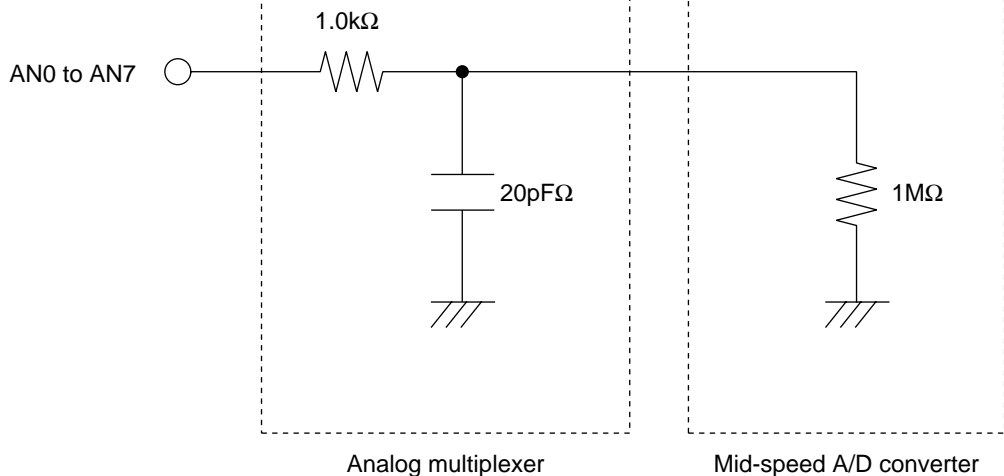 1.0kΩ
AN0 to AN7
20pFΩ
1MΩ
Analog multiplexer
Mid-speed A/D converter